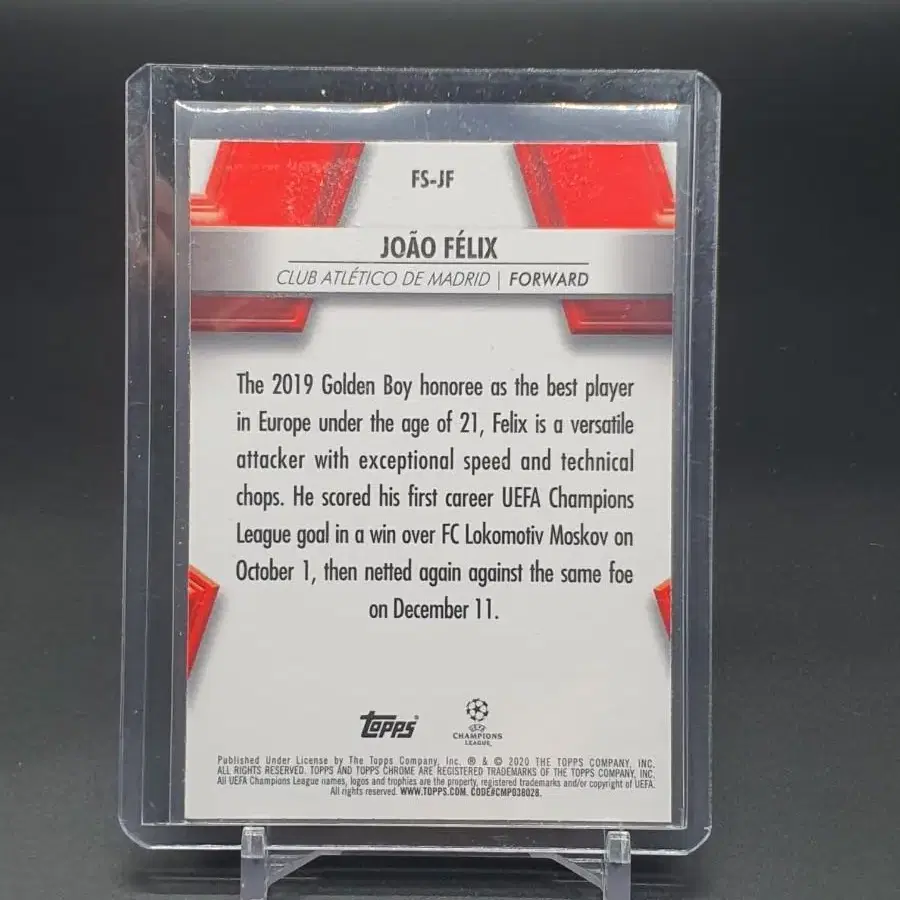 FS-JF
JOÃO FÉLIX
CLUB ATLÉTICO DE MADRID | FORWARD
The 2019 Golden Boy honoree as the best player
in Europe under the age of 21, Felix is a versatile
attacker with exceptional speed and technical
chops. He scored his first career UEFA Champions
League goal in a win over FC Lokomotiv Moskov on
October 1, then netted again against the same foe
on December 11.
topps®
UEFA
CHAMPIONS
LEAGUE
Published Under License by The Topps Company, Inc. ® & © 2020 THE TOPPS COMPANY, INC.
ALL RIGHTS RESERVED. TOPPS AND TOPPS CHROME ARE REGISTERED TRADEMARKS OF THE TOPPS COMPANY, INC.
All UEFA Champions League names, logos and trophies are the property, registered trademarks and/or copyright of UEFA.
All rights reserved. WWW.TOPPS.COM. CODE#CMP038028.